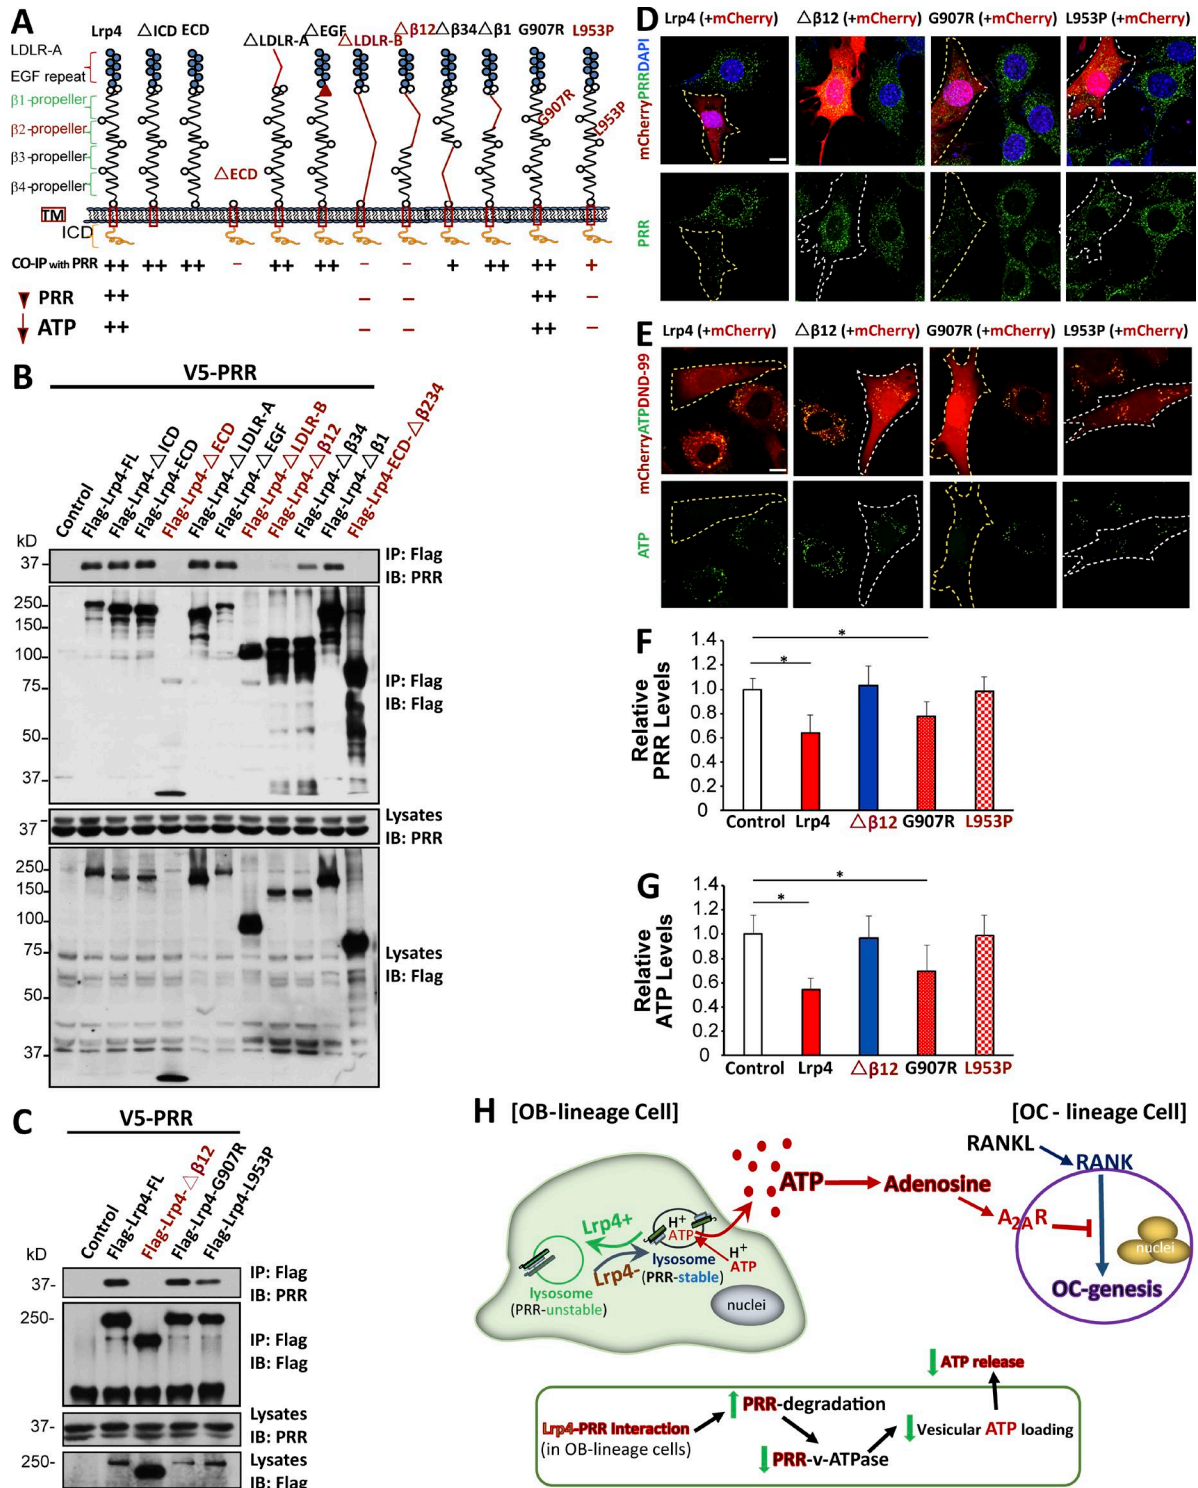 A
Lrp4 △ICD ECD △LDLR-A △EGF △LDLR-B △β12 △β34 △β1 G907R L953P
LDLR-A
EGF repeat
β1-propeller
β2-propeller
β3-propeller
β4-propeller
△ECD
G907R
L953P
TM
ICD
CO-IP with PRR ++ ++ ++ − ++ ++ − − + ++ ++ +
PRR ++ − − ++ −
ATP ++ − − ++ −
B
V5-PRR
Control
Flag-Lrp4-FL
Flag-Lrp4-△ICD
Flag-Lrp4-ECD
Flag-Lrp4-△ECD
Flag-Lrp4-△LDLR-A
Flag-Lrp4-△EGF
Flag-Lrp4-△LDLR-B
Flag-Lrp4-△β12
Flag-Lrp4-△β34
Flag-Lrp4-△β1
Flag-Lrp4-ECD-△β234
kD
37
IP: Flag
IB: PRR
250
150
100
75
50
37
IP: Flag
IB: Flag
37
Lysates
IB: PRR
250
150
100
75
50
37
Lysates
IB: Flag
C
V5-PRR
Control
Flag-Lrp4-FL
Flag-Lrp4-△β12
Flag-Lrp4-G907R
Flag-Lrp4-L953P
kD
37-
IP: Flag
IB: PRR
250-
IP: Flag
IB: Flag
37-
Lysates
IB: PRR
250-
Lysates
IB: Flag
D
Lrp4 (+mCherry) △β12 (+mCherry) G907R (+mCherry) L953P (+mCherry)
mCherryPRRDAPI
PRR
E
Lrp4 (+mCherry) △β12 (+mCherry) G907R (+mCherry) L953P (+mCherry)
mCherryATPDND-99
ATP
F
Relative
PRR Levels
1.4
1.2
1.0
0.8
0.6
0.4
0.2
0
*
*
Control Lrp4 △β12 G907R L953P
G
Relative
ATP Levels
1.4
1.2
1.0
0.8
0.6
0.4
0.2
0
*
*
Control Lrp4 △β12 G907R L953P
H
[OB-lineage Cell]
[OC - lineage Cell]
RANKL
RANK
ATP
Adenosine
A2AR
nuclei
OC-genesis
Lrp4+
Lrp4-
H+
ATP
H+
ATP
lysosome
(PRR-stable)
lysosome
(PRR-unstable)
nuclei
ATP release
Lrp4-PRR Interaction
(in OB-lineage cells)
PRR-degradation
PRR-v-ATPase
Vesicular ATP loading